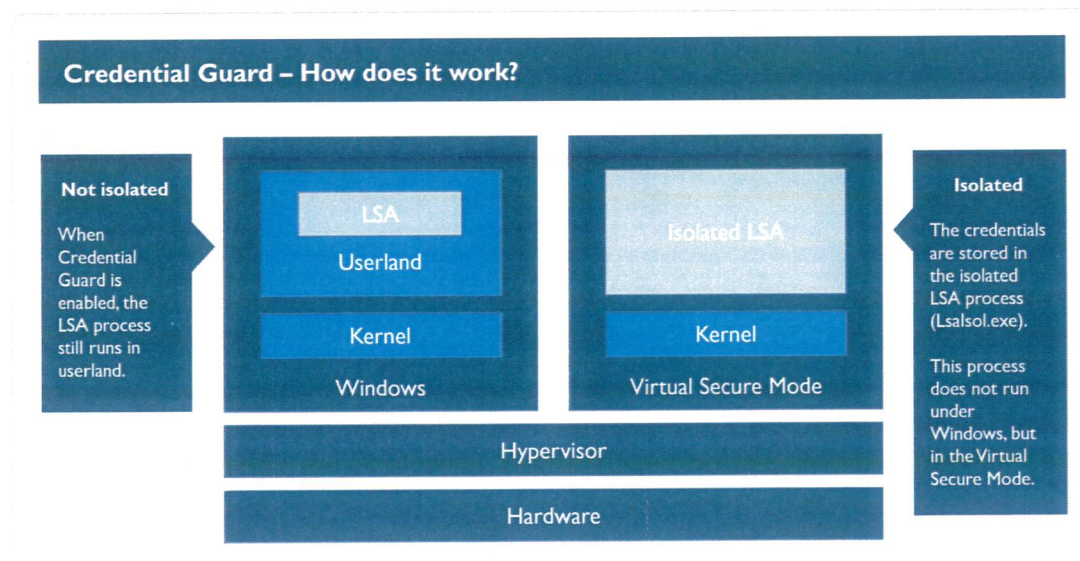 Credential Guard – How does it work?
Not isolated
When
Credential
Guard is
enabled, the
LSA process
still runs in
userland.
LSA
Userland
Kernel
Windows
Isolated LSA
Kernel
Virtual Secure Mode
Hypervisor
Hardware
Isolated
The credentials
are stored in
the isolated
LSA process
(Lsalsol.exe).
This process
does not run
under
Windows, but
in the Virtual
Secure Mode.